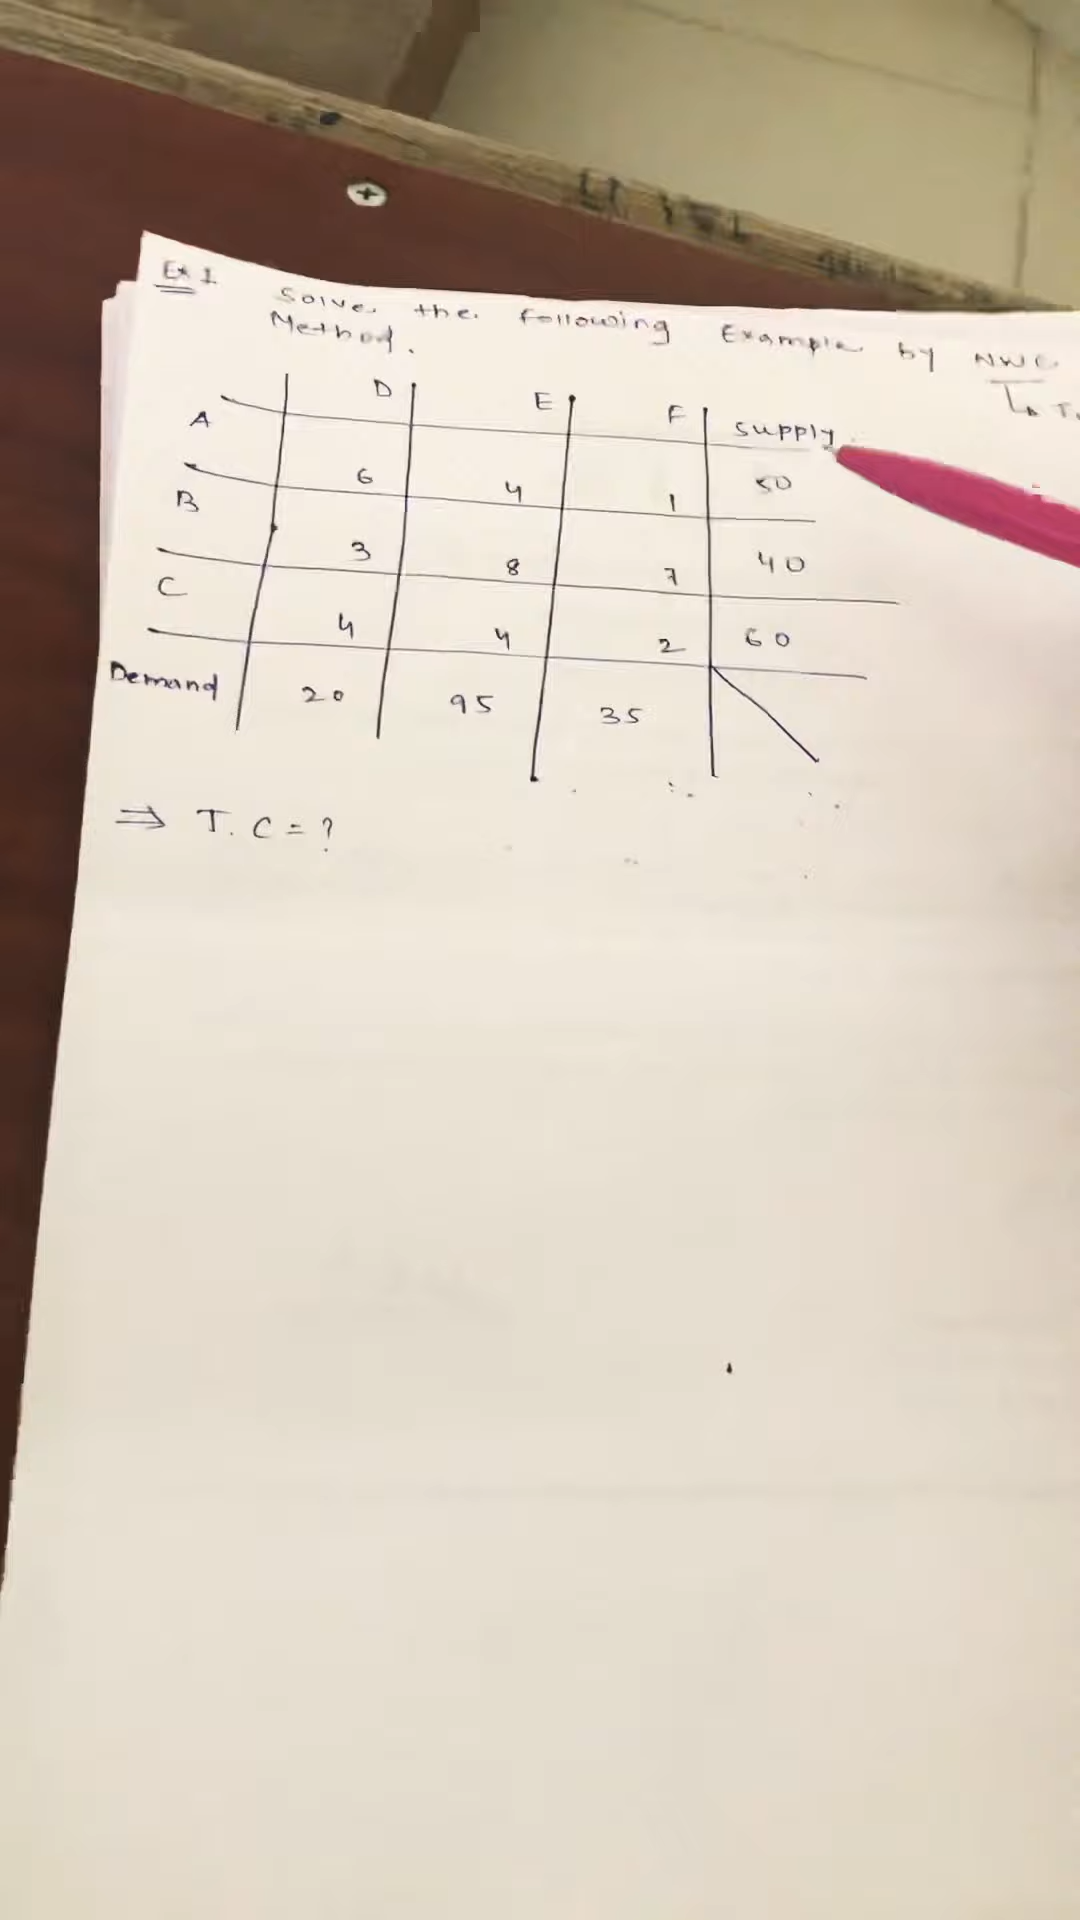 Ex 1 Solve the following Example by NWC
Method.
D E F supply
A 6 4 1 50
B 3 8 7 40
C 4 4 2 60
Demand 20 95 35
⇒ T.C = ?